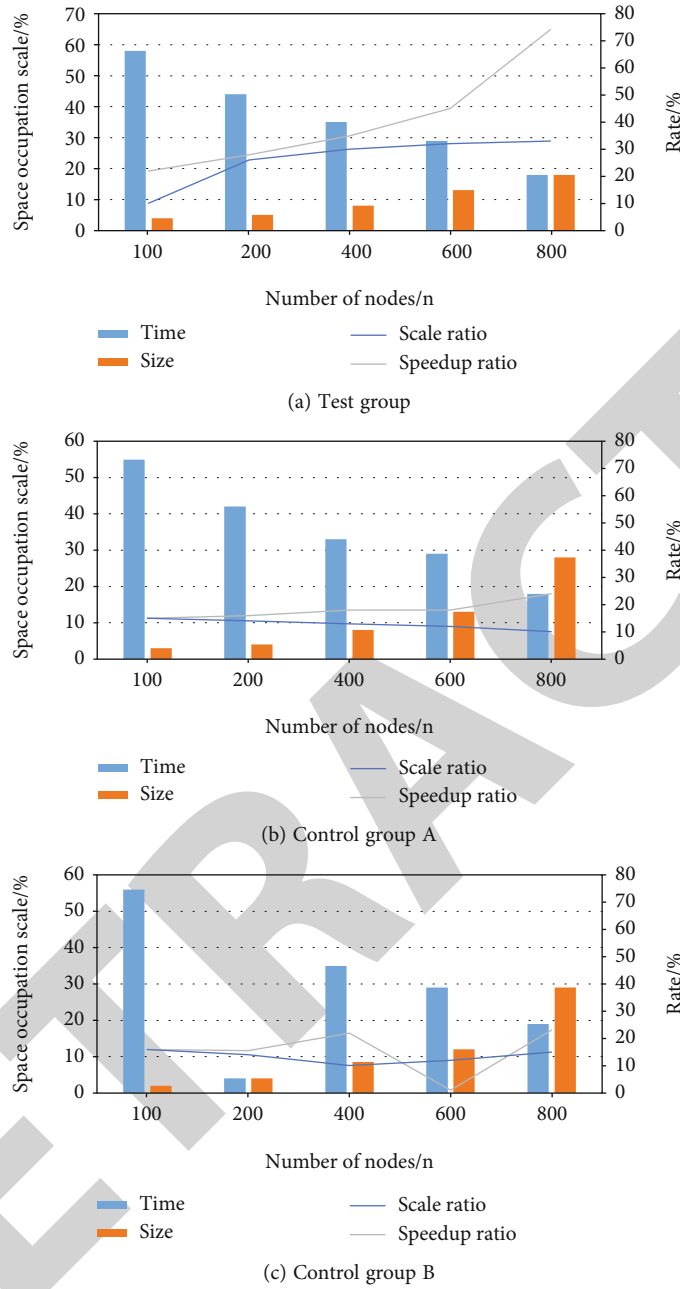 Space occupation scale/%
70
60
50
40
30
20
10
0
80
70
60
50
40
30
20
10
0
Rate/%
100 200 400 600 800
Number of nodes/n
Time
Scale ratio
Size
Speedup ratio
(a) Test group
Space occupation scale/%
60
50
40
30
20
10
0
80
70
60
50
40
30
20
10
0
Rate/%
100 200 400 600 800
Number of nodes/n
Time
Scale ratio
Size
Speedup ratio
(b) Control group A
Space occupation scale/%
60
50
40
30
20
10
0
80
70
60
50
40
30
20
10
0
Rate/%
100 200 400 600 800
Number of nodes/n
Time
Scale ratio
Size
Speedup ratio
(c) Control group B
ETRACT